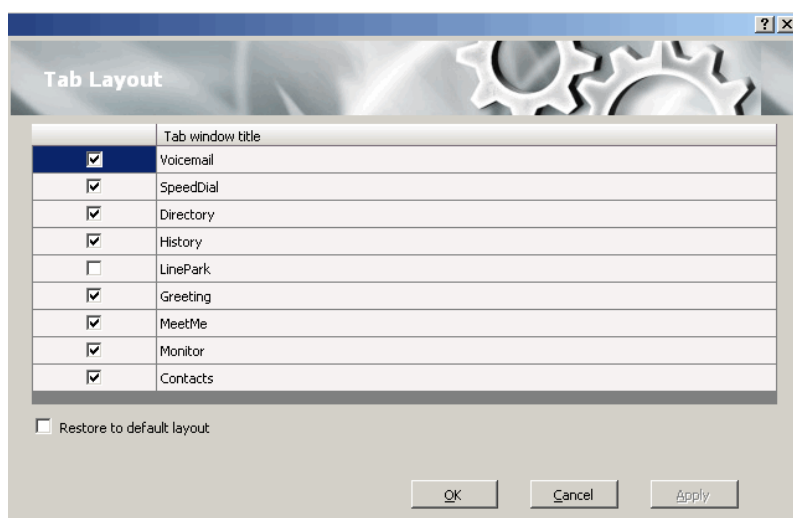 Tab Layout
Tab window title
Voicemail
SpeedDial
Directory
History
LinePark
Greeting
MeetMe
Monitor
Contacts
Restore to default layout
OK Cancel Apply